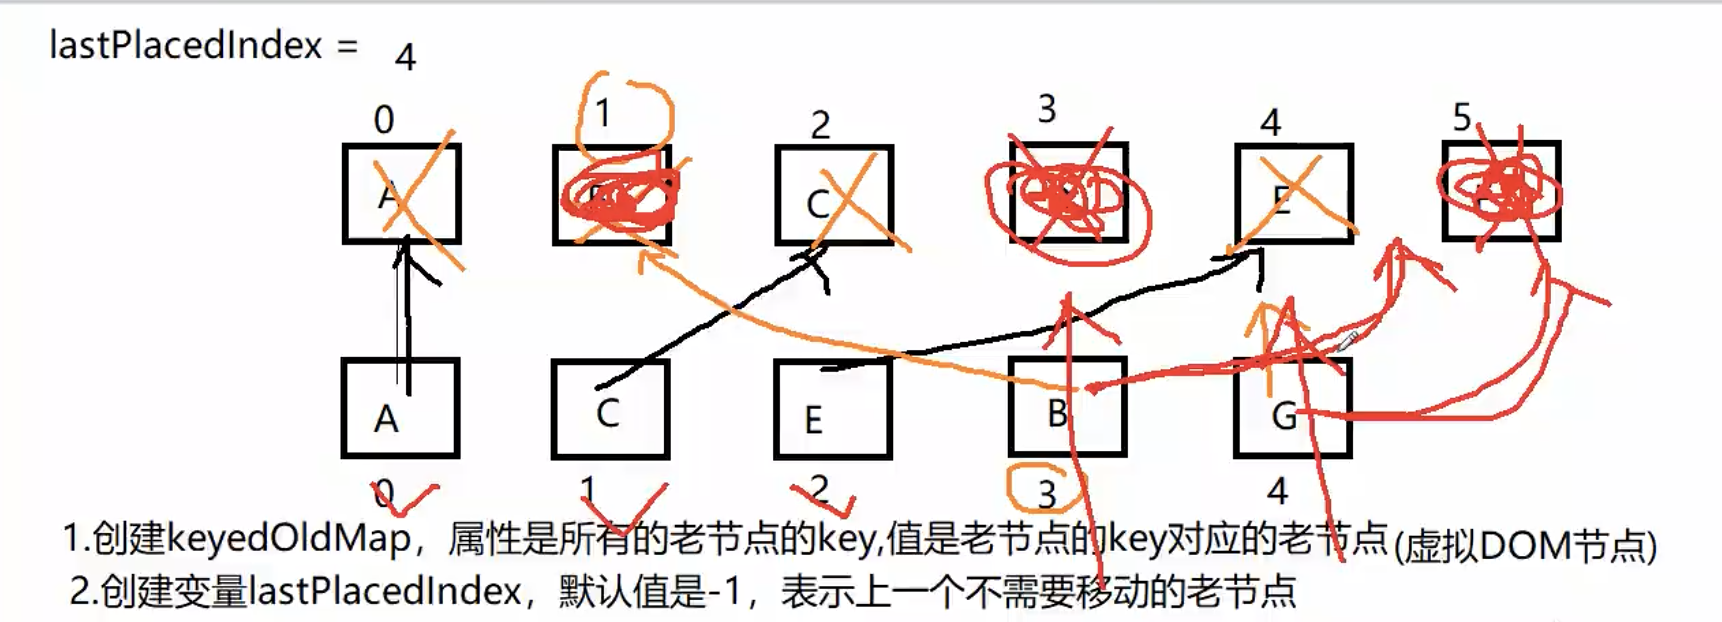 lastPlacedIndex = 4
0 1 2 3 4 5
A C E
A C E B G
0 1 2 3 4
1.创建keyedOldMap，属性是所有的老节点的key,值是老节点的key对应的老节点(虚拟DOM节点)
2.创建变量lastPlacedIndex，默认值是-1，表示上一个不需要移动的老节点